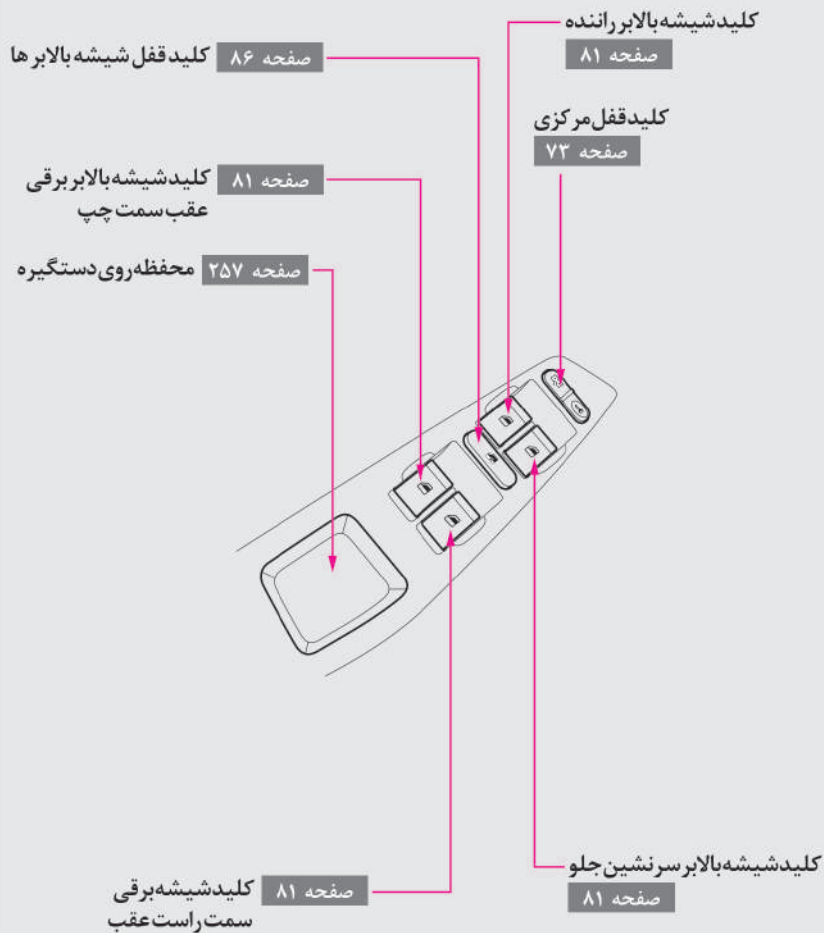 کلید شیشه بالابر راننده
صفحه ۸۱
کلید قفل شیشه بالابر ها صفحه ۸۶
کلید قفل مرکزی
صفحه ۷۳
کلید شیشه بالابر برقی صفحه ۸۱
عقب سمت چپ
محفظه روی دستگیره صفحه ۲۵۷
کلید شیشه بالابر سرنشین جلو
صفحه ۸۱
کلید شیشه برقی صفحه ۸۱
سمت راست عقب